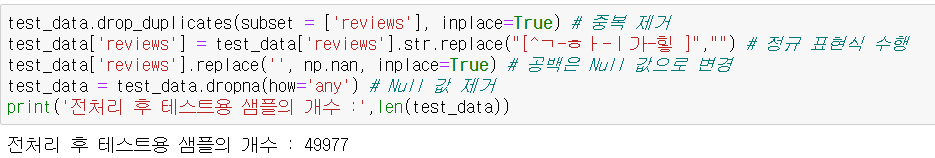 test_data.drop_duplicates(subset = ['reviews'], inplace=True) # 중복 제거
test_data['reviews'] = test_data['reviews'].str.replace("[^ㄱ-ㅎㅏ-ㅣ가-힣 ]","") # 정규 표현식 수행
test_data['reviews'].replace('', np.nan, inplace=True) # 공백은 Null 값으로 변경
test_data = test_data.dropna(how='any') # Null 값 제거
print('전처리 후 테스트용 샘플의 개수 :',len(test_data))
전처리 후 테스트용 샘플의 개수 : 49977